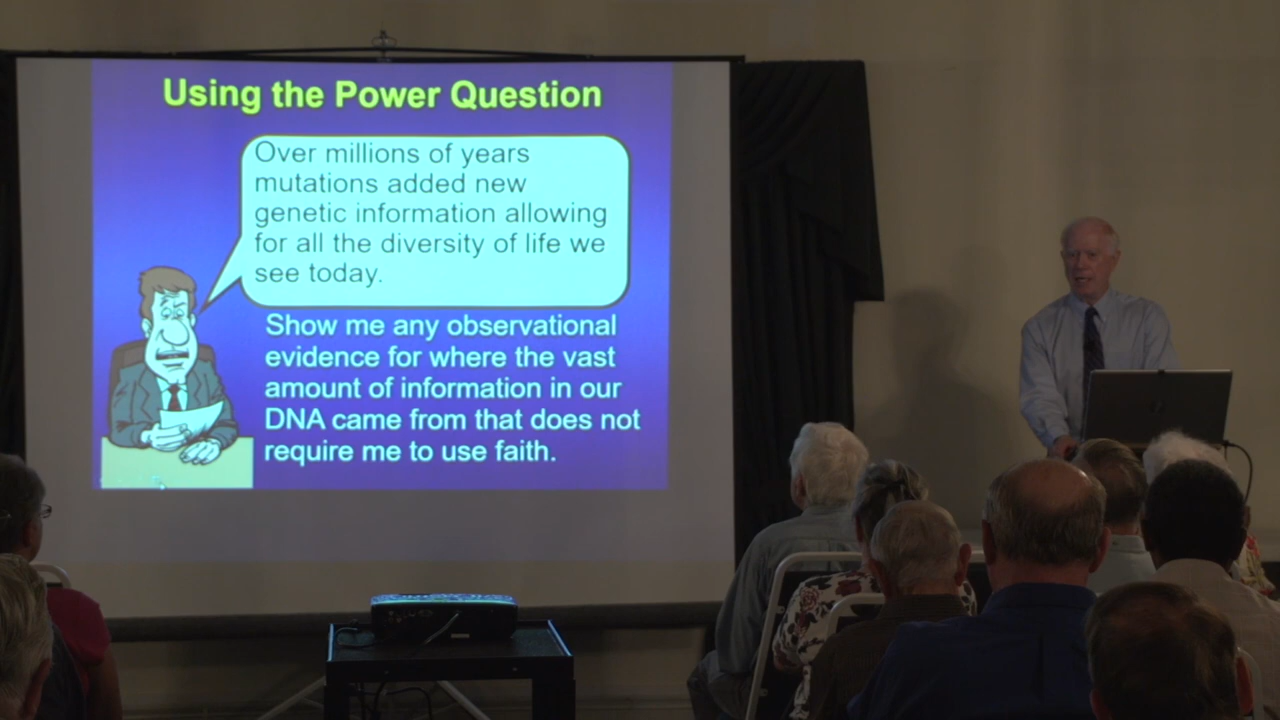 Using the Power Question
Over millions of years
mutations added new
genetic information allowing
for all the diversity of life we
see today.
Show me any observational
evidence for where the vast
amount of information in our
DNA came from that does not
require me to use faith.